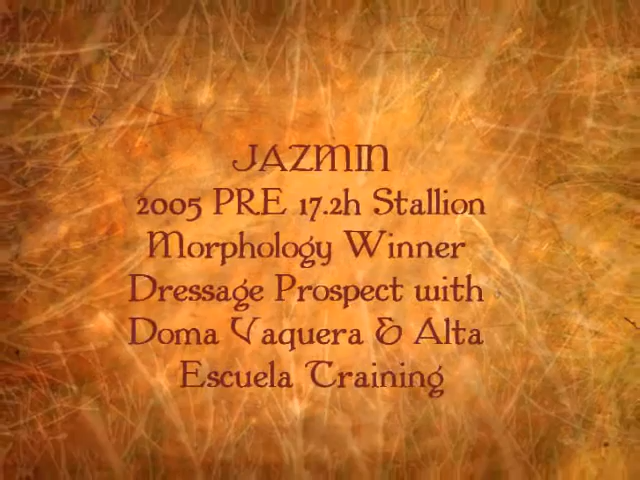 JAZMIN
2005 PRE 17.2h Stallion
Morphology Winner
Dressage Prospect with
Doma Vaquera & Alta
Escuela Training